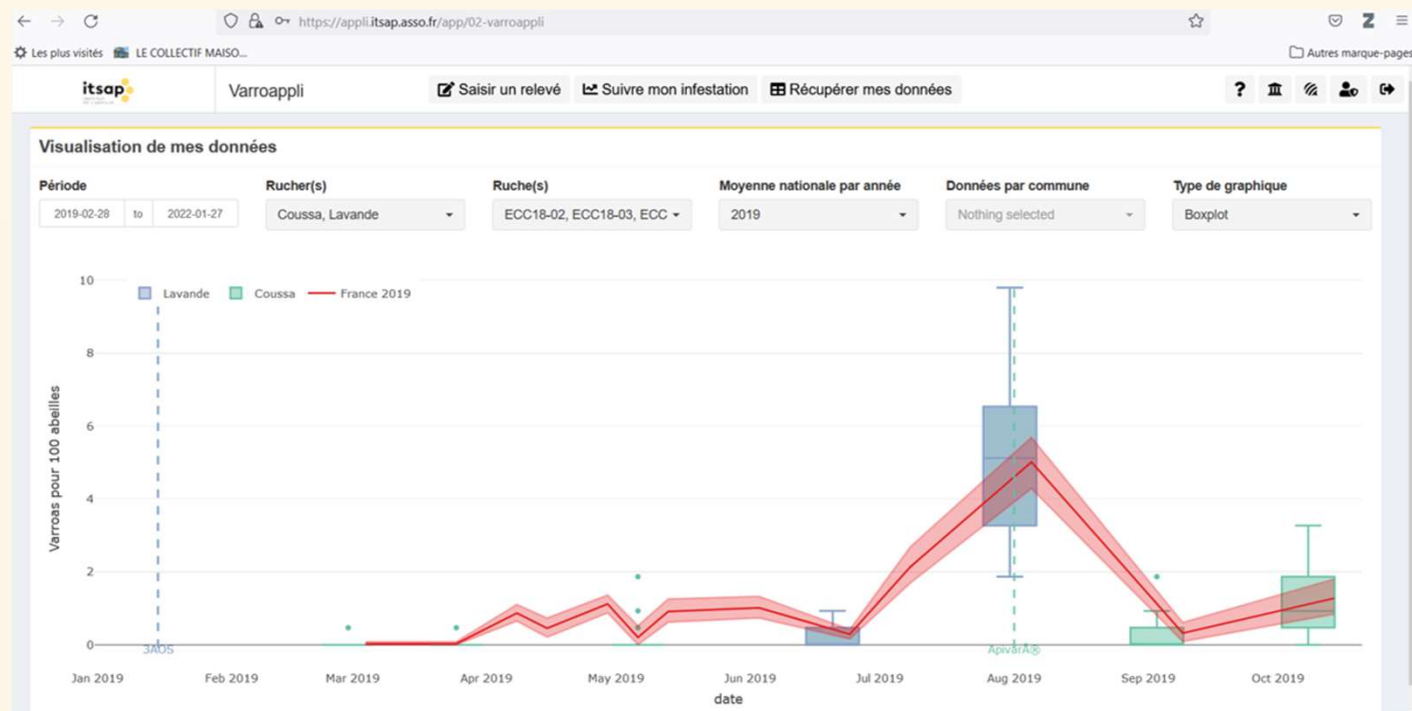 https://appli.itsap.asso.fr/app/02-varroappli
Les plus visités LE COLLECTIF MAISO... Autres marque-pages
itsap Varroappli Saisir un relevé Suivre mon infestation Récupérer mes données ?
Visualisation de mes données
Période Rucher(s) Ruche(s) Moyenne nationale par année Données par commune Type de graphique
2019-02-28 to 2022-01-27 Coussa, Lavande ECC18-02, ECC18-03, ECC 2019 Nothing selected Boxplot
Lavande Coussa France 2019
10
8
6
4
2
0
Varroas pour 100 abeilles
3AOS ApivarÂ®
Jan 2019 Feb 2019 Mar 2019 Apr 2019 May 2019 Jun 2019 Jul 2019 Aug 2019 Sep 2019 Oct 2019
date